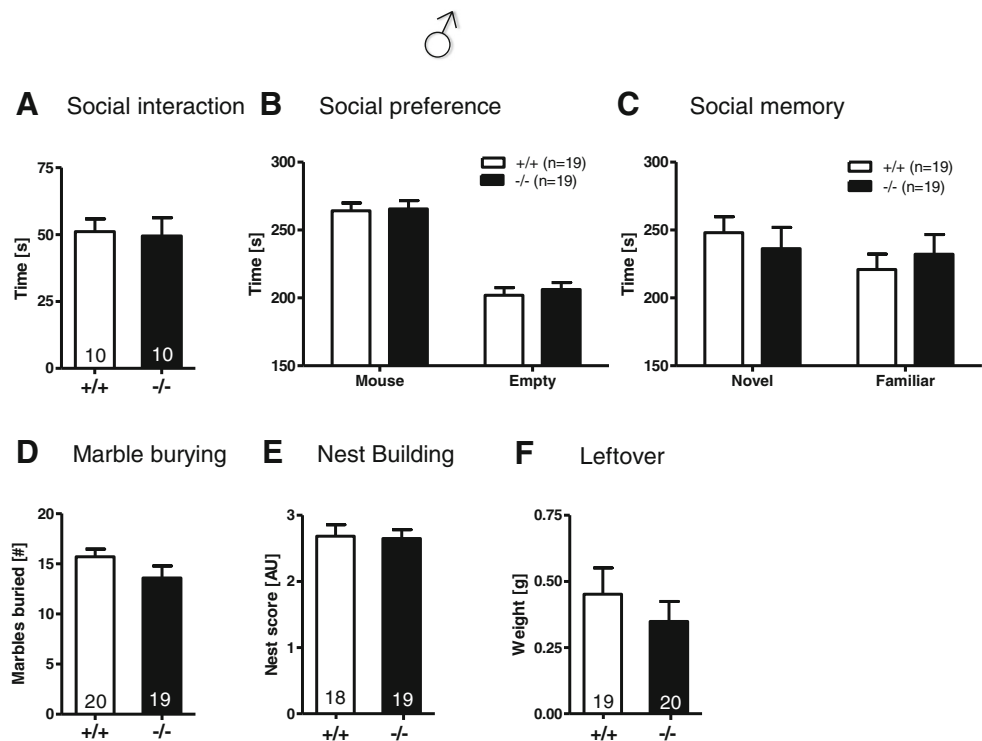 ♂
A Social interaction
Time [s]
75
50
25
0
10
10
+/+
-/-
B Social preference
+/+ (n=19)
-/- (n=19)
Time [s]
300
250
200
150
Mouse
Empty
C Social memory
+/+ (n=19)
-/- (n=19)
Time [s]
300
250
200
150
Novel
Familiar
D Marble burying
Marbles buried [#]
20
15
10
5
0
20
19
+/+
-/-
E Nest Building
Nest score [AU]
3
2
1
0
18
19
+/+
-/-
F Leftover
Weight [g]
0.75
0.50
0.25
0.00
19
20
+/+
-/-